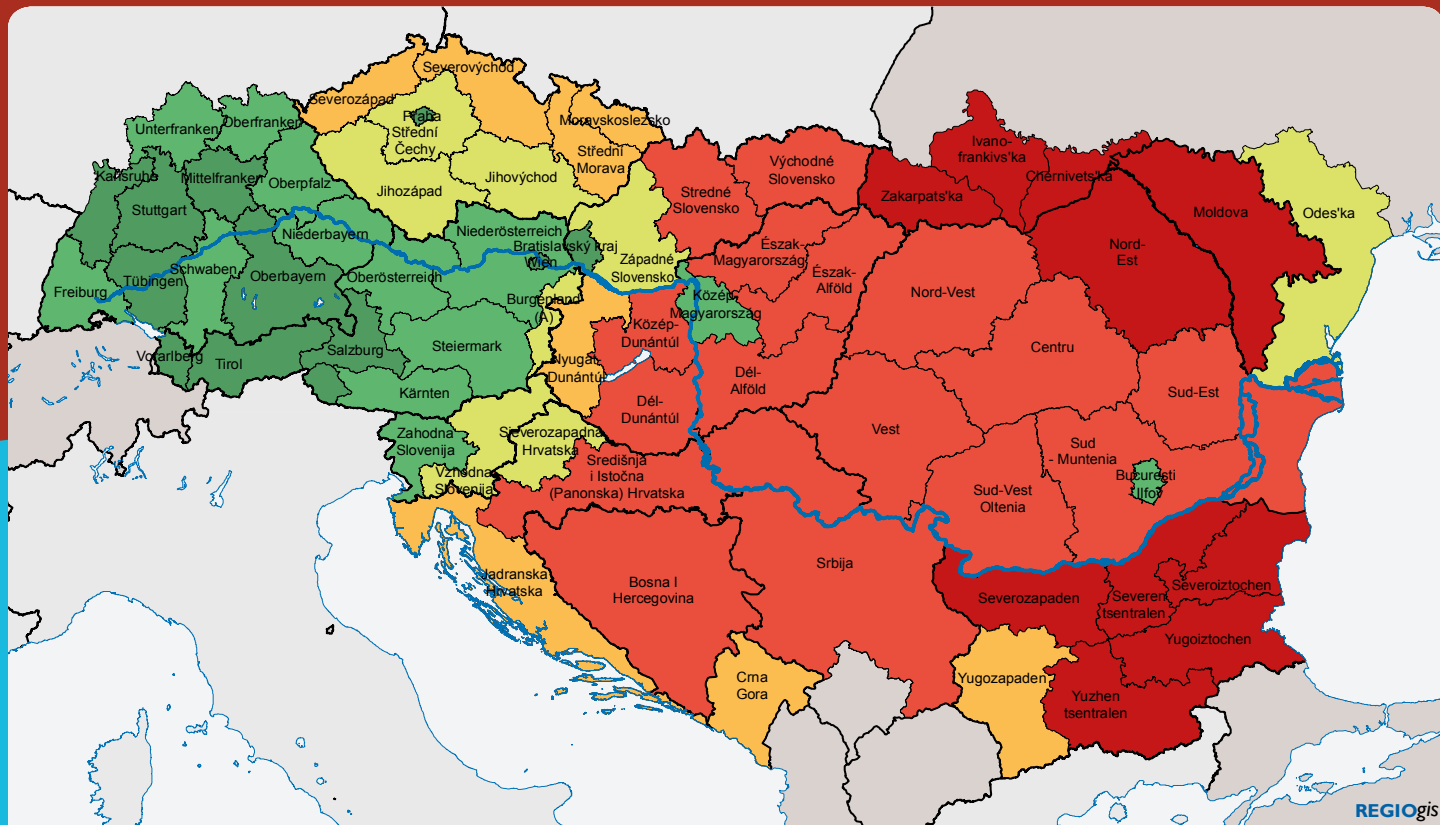 Severovýchod
Severozápad
Praha
Střední
Čechy
Moravskoslezsko
Střední
Morava
Jihozápad
Jihovýchod
Unterfranken
Oberfranken
Karlsruhe
Mittelfranken
Oberpfalz
Stuttgart
Niederbayern
Tübingen
Schwaben
Oberbayern
Freiburg
Vorarlberg
Tirol
Salzburg
Oberösterreich
Niederösterreich
Bratislavský kraj
Wien
Burgenland
(A)
Steiermark
Kärnten
Západné
Slovensko
Stredné
Slovensko
Východné
Slovensko
Észak-
Magyarország
Észak-
Alföld
Közép-
Magyarország
Közép-
Dunántúl
Nyugat-
Dunántúl
Dél-
Dunántúl
Dél-
Alföld
Zahodna
Slovenija
Vzhodna
Slovenija
Sjeverozapadna
Hrvatska
Središnja
i Istočna
(Panonska) Hrvatska
Jadranska
Hrvatska
Bosna I
Hercegovina
Crna
Gora
Srbija
Zakarpats'ka
Ivano-
frankivs'ka
Chernivets'ka
Moldova
Odes'ka
Nord-
Est
Nord-Vest
Centru
Sud-Est
Vest
Sud
- Muntenia
Bucuresti
Ilfov
Sud-Vest
Oltenia
Severozapaden
Severen
tsentralen
Severoiztochen
Yugoiztochen
Yugozapaden
Yuzhen
tsentralen
REGIOgis